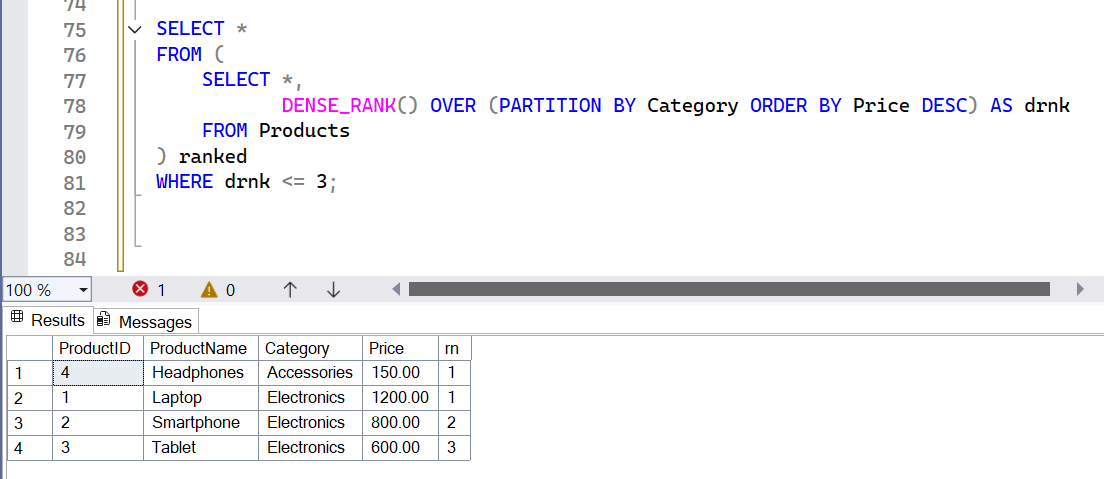 74
75 SELECT *
76 FROM (
77 SELECT *,
78 DENSE_RANK() OVER (PARTITION BY Category ORDER BY Price DESC) AS drnk
79 FROM Products
80 ) ranked
81 WHERE drnk <= 3;
82
83
84
100 % 1 0
Results Messages
ProductID ProductName Category Price rn
1 4 Headphones Accessories 150.00 1
2 1 Laptop Electronics 1200.00 1
3 2 Smartphone Electronics 800.00 2
4 3 Tablet Electronics 600.00 3